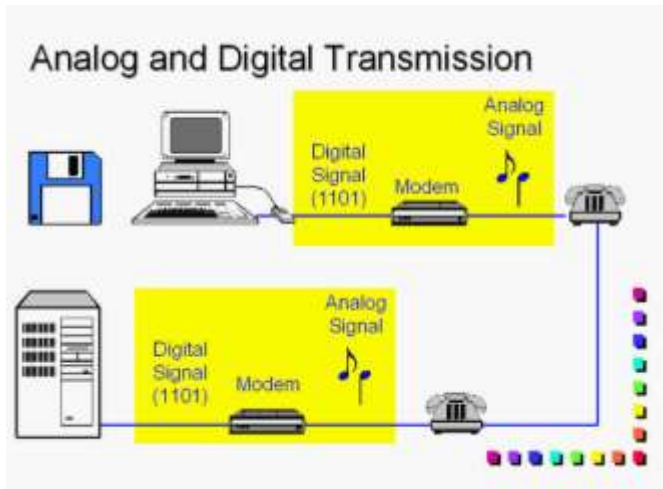 Analog and Digital Transmission
Analog
Signal
Digital
Signal
(1101)
Modem
Analog
Signal
Digital
Signal
(1101)
Modem